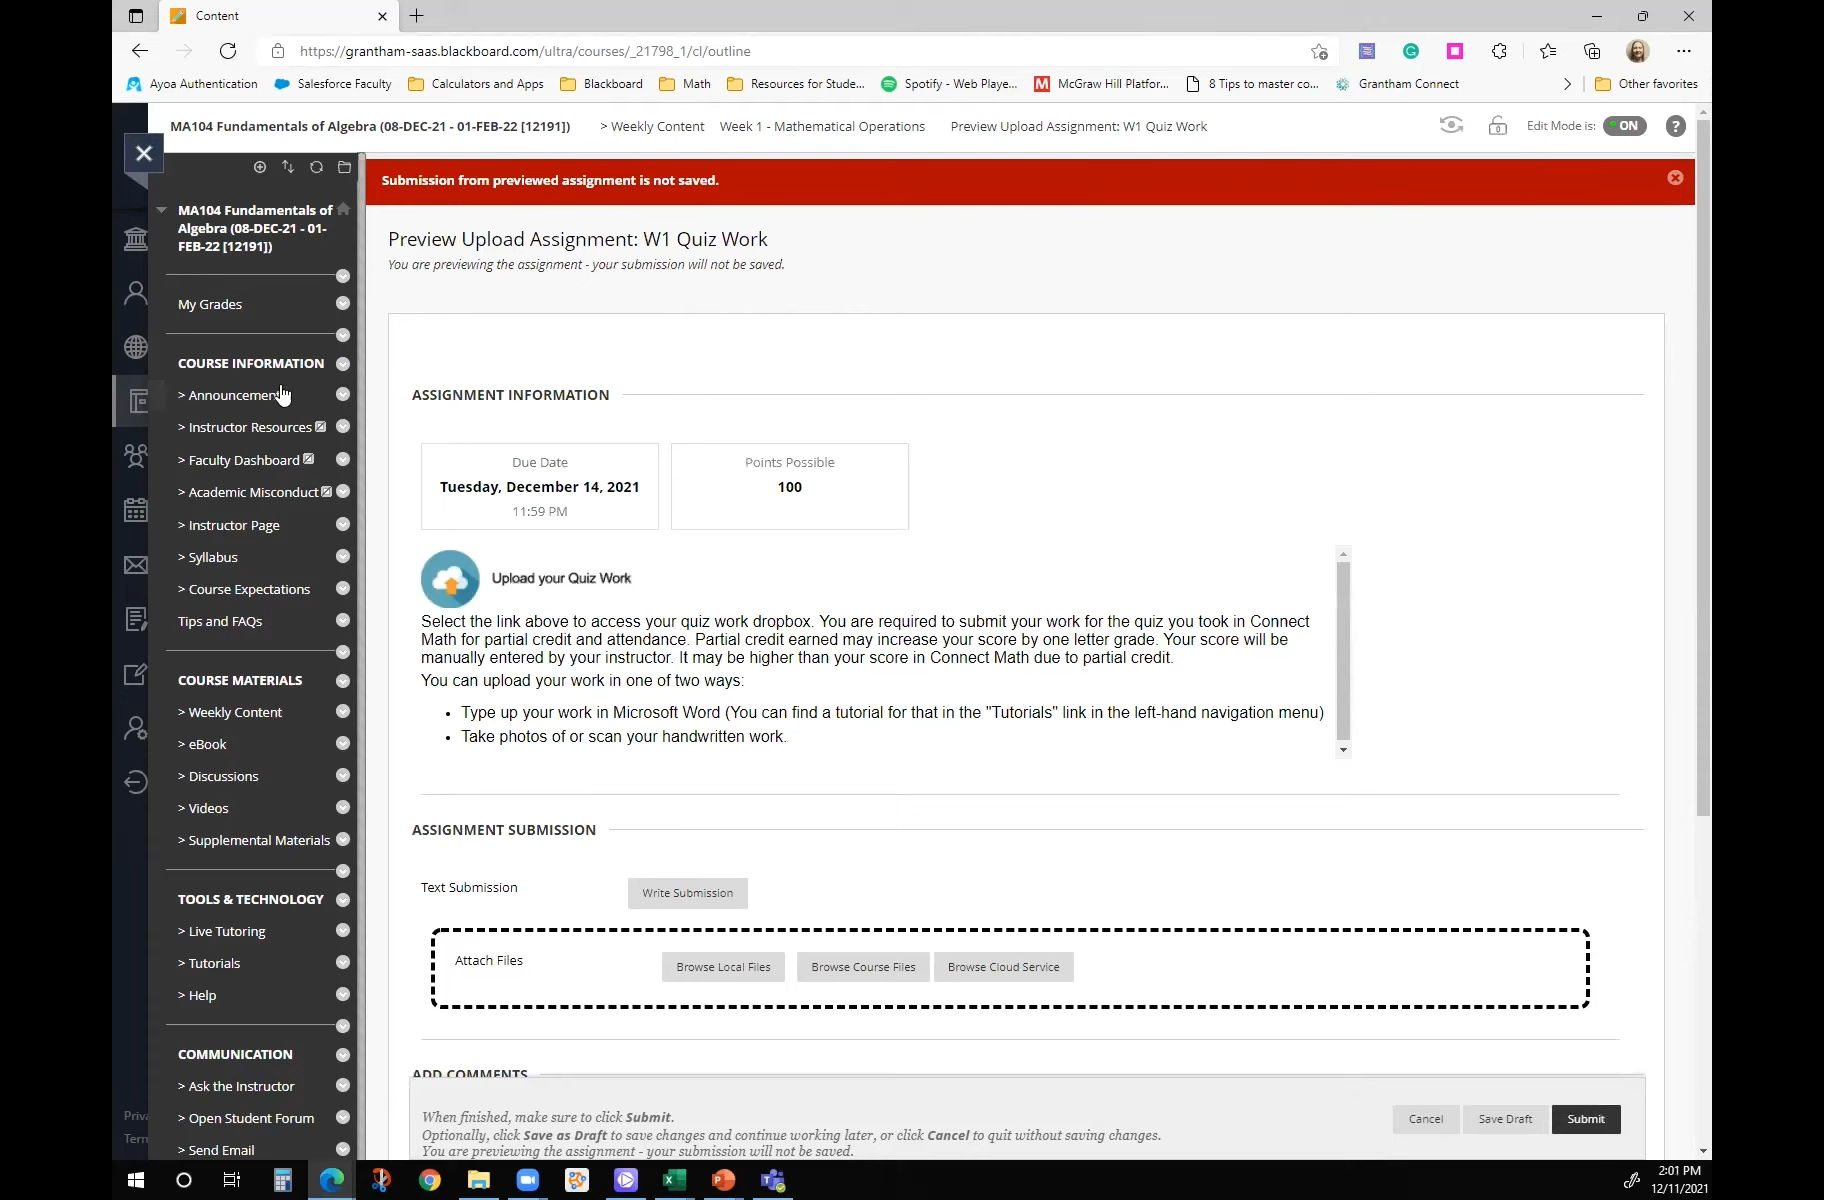 Content
https://grantham-saas.blackboard.com/ultra/courses/_21798_1/cl/outline
Ayoa Authentication
Salesforce Faculty
Calculators and Apps
Blackboard
Math
Resources for Stude...
Spotify - Web Playe...
McGraw Hill Platfor...
8 Tips to master co...
Grantham Connect
Other favorites
MA104 Fundamentals of Algebra (08-DEC-21 - 01-FEB-22 [12191])
> Weekly Content
Week 1 - Mathematical Operations
Preview Upload Assignment: W1 Quiz Work
Edit Mode is:
ON
?
MA104 Fundamentals of
Algebra (08-DEC-21 - 01-
FEB-22 [12191])
My Grades
COURSE INFORMATION
> Announcemen
> Instructor Resources
> Faculty Dashboard
> Academic Misconduct
> Instructor Page
> Syllabus
> Course Expectations
Tips and FAQs
COURSE MATERIALS
> Weekly Content
> eBook
> Discussions
> Videos
> Supplemental Materials
TOOLS & TECHNOLOGY
> Live Tutoring
> Tutorials
> Help
COMMUNICATION
> Ask the Instructor
> Open Student Forum
> Send Email
Priva
Tern
Submission from previewed assignment is not saved.
Preview Upload Assignment: W1 Quiz Work
You are previewing the assignment - your submission will not be saved.
ASSIGNMENT INFORMATION
Due Date
Tuesday, December 14, 2021
11:59 PM
Points Possible
100
Upload your Quiz Work
Select the link above to access your quiz work dropbox. You are required to submit your work for the quiz you took in Connect
Math for partial credit and attendance. Partial credit earned may increase your score by one letter grade. Your score will be
manually entered by your instructor. It may be higher than your score in Connect Math due to partial credit.
You can upload your work in one of two ways:
• Type up your work in Microsoft Word (You can find a tutorial for that in the "Tutorials" link in the left-hand navigation menu)
• Take photos of or scan your handwritten work.
ASSIGNMENT SUBMISSION
Text Submission
Write Submission
Attach Files
Browse Local Files
Browse Course Files
Browse Cloud Service
ADD COMMENTS
When finished, make sure to click Submit.
Optionally, click Save as Draft to save changes and continue working later, or click Cancel to quit without saving changes.
You are previewing the assignment - your submission will not be saved.
Cancel
Save Draft
Submit
2:01 PM
12/11/2021